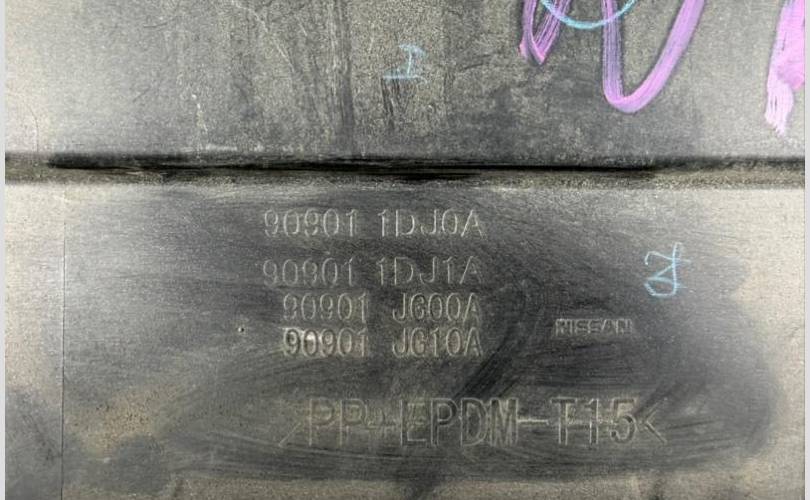 90901 1DJ0A
90901 1DJ1A
90901 JG00A
90901 JG10A
NISSAN
>PP+EPDM-T15<